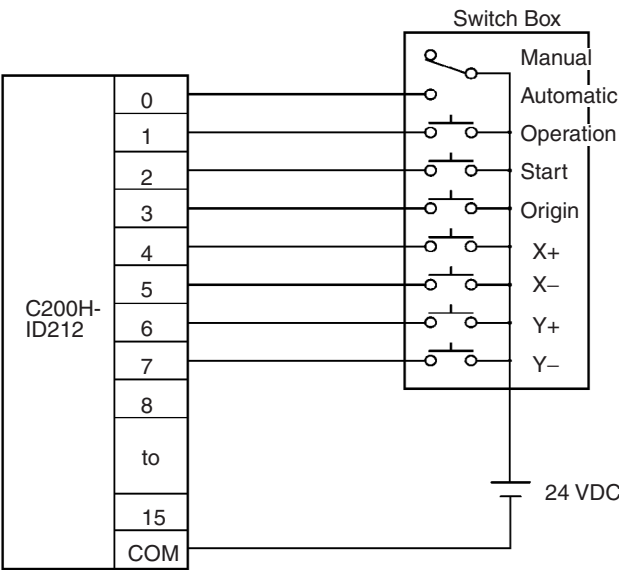 Switch Box
Manual
0
Automatic
1
Operation
2
Start
3
Origin
4
X+
5
X–
C200H-
ID212
6
Y+
7
Y–
8
to
24 VDC
15
COM